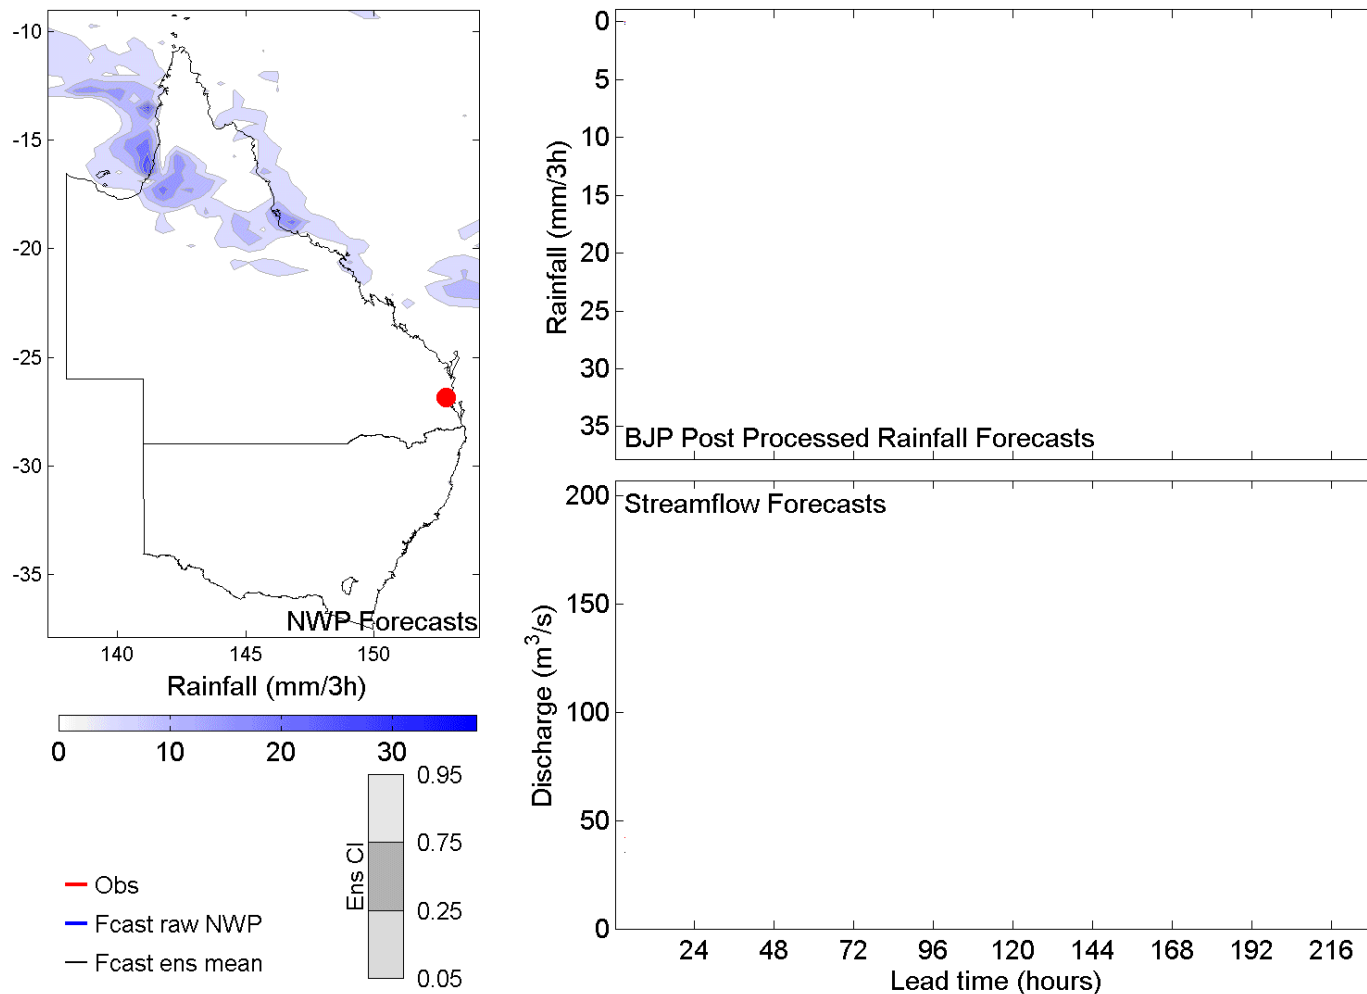 -10
-15
-20
-25
-30
-35
NWP Forecasts
140 145 150
Rainfall (mm/3h)
0 10 20 30
0.95
0.75
0.25
0.05
Ens CI
Obs
Fcast raw NWP
Fcast ens mean
0
5
10
15
20
25
30
35
Rainfall (mm/3h)
BJP Post Processed Rainfall Forecasts
Streamflow Forecasts
200
150
100
50
0
Discharge (m³/s)
24 48 72 96 120 144 168 192 216
Lead time (hours)